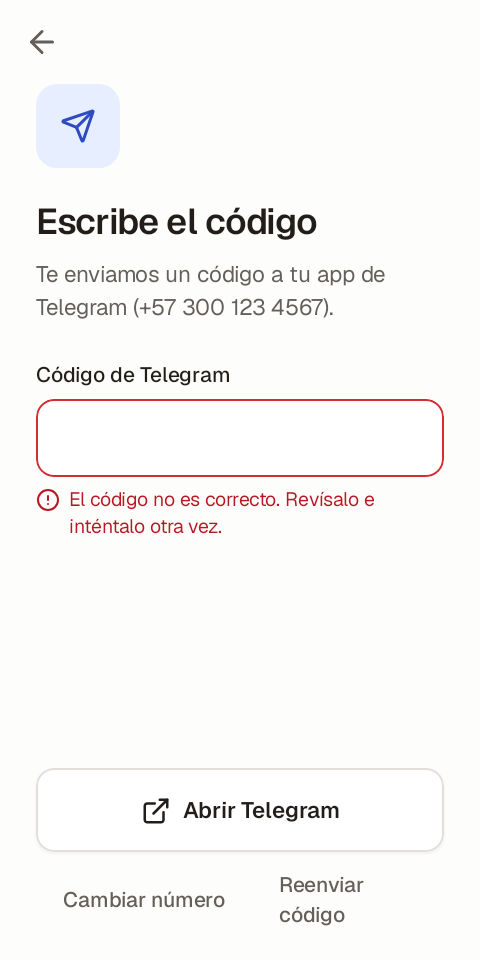 Escribe el código
Te enviamos un código a tu app de
Telegram (+57 300 123 4567).
Código de Telegram
El código no es correcto. Revísalo e
inténtalo otra vez.
Abrir Telegram
Cambiar número
Reenviar
código